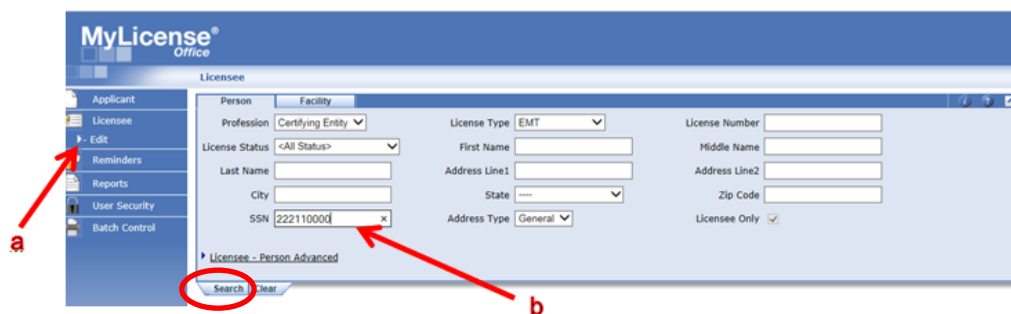 MyLicense®
Office
Licensee
Applicant
Licensee
- Edit
Reminders
Reports
User Security
Batch Control
Person Facility
Profession Certifying Entity License Type EMT License Number
License Status <All Status> First Name Middle Name
Last Name Address Line1 Address Line2
City State ---- Zip Code
SSN 222110000 × Address Type General Licensee Only
Licensee - Person Advanced
Search Clear
a
b